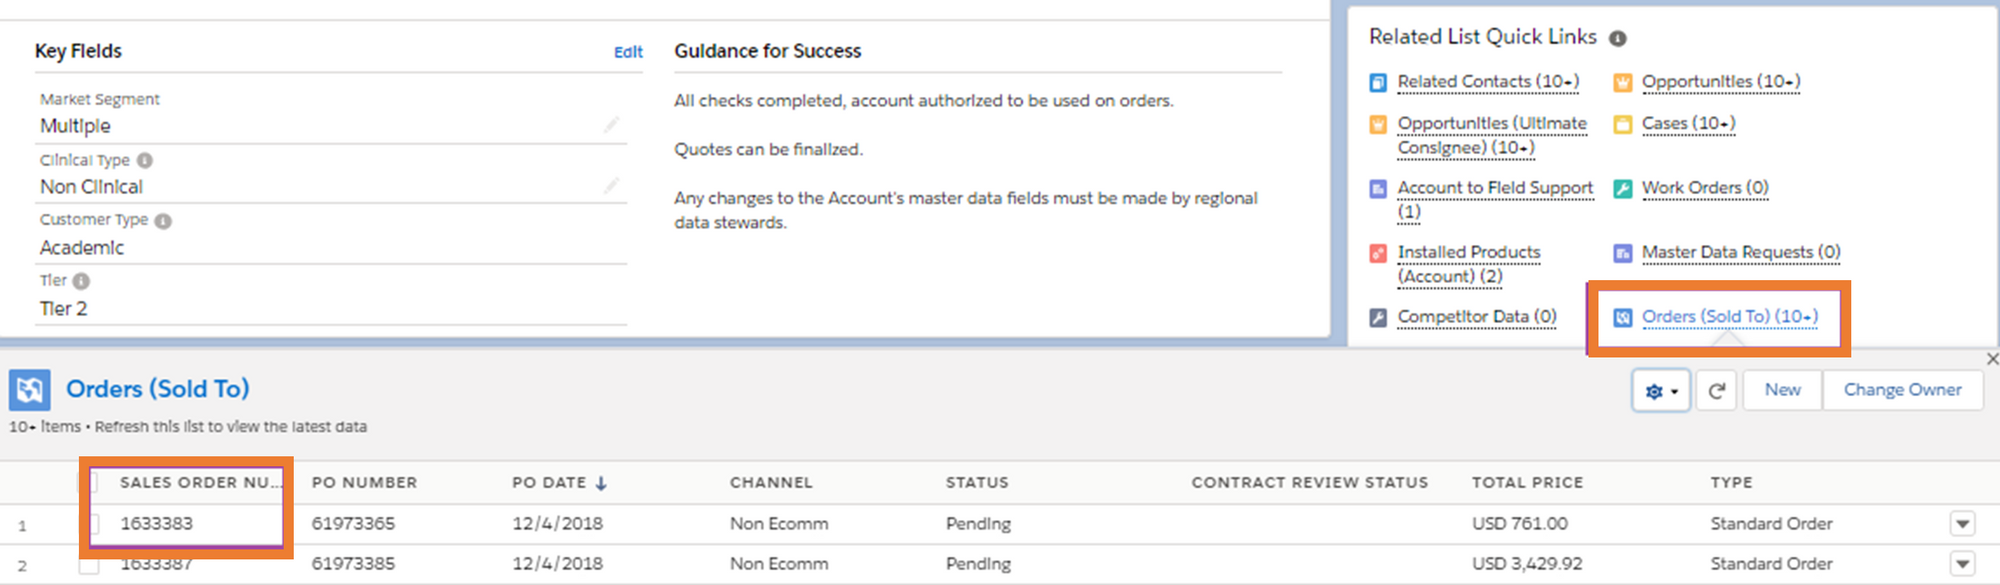 Key Fields
Edit
Market Segment
Multiple
Clinical Type
Non Clinical
Customer Type
Academic
Tier
Tier 2
Guidance for Success
All checks completed, account authorized to be used on orders.
Quotes can be finalized.
Any changes to the Account's master data fields must be made by regional
data stewards.
Related List Quick Links
Related Contacts (10+)
Opportunities (10+)
Opportunities (Ultimate
Consignee) (10+)
Cases (10+)
Account to Field Support
(1)
Work Orders (0)
Installed Products
(Account) (2)
Master Data Requests (0)
Competitor Data (0)
Orders (Sold To) (10+)
Orders (Sold To)
10+ items • Refresh this list to view the latest data
New
Change Owner
SALES ORDER NU... PO NUMBER PO DATE ↓ CHANNEL STATUS CONTRACT REVIEW STATUS TOTAL PRICE TYPE
1 1633383 61973365 12/4/2018 Non Ecomm Pending USD 761.00 Standard Order
2 1633387 61973385 12/4/2018 Non Ecomm Pending USD 3,429.92 Standard Order